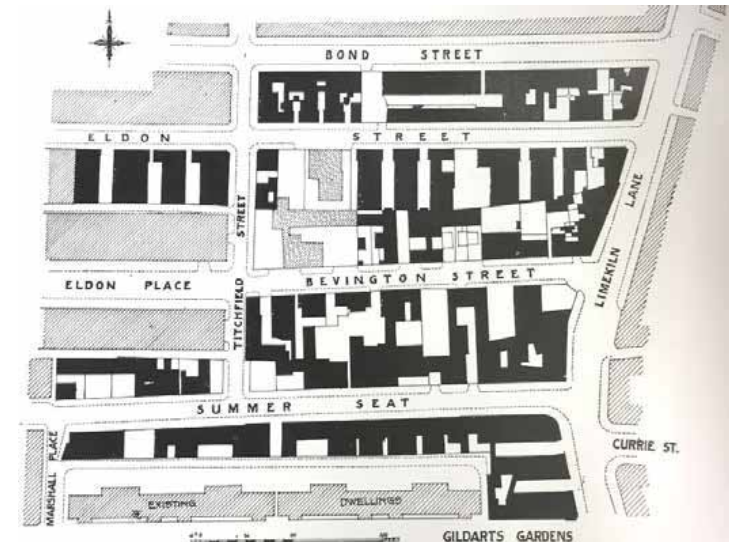 BOND STREET
ELDON STREET
STREET
LANE
BEVINGTON STREET
ELDON PLACE
LIMEKILN
TITCHFIELD
SUMMER SEAT
CURRIE ST.
MARSHALL PLACE
EXISTING DWELLINGS
FEET
GILDARTS GARDENS